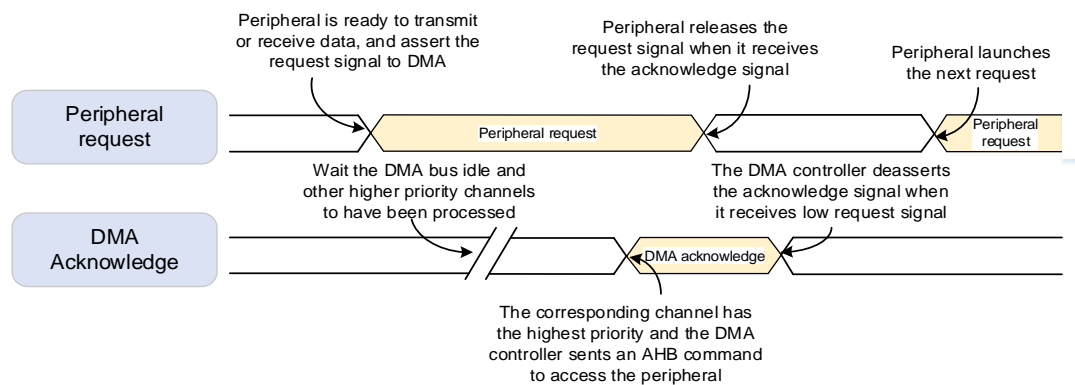 Peripheral is ready to transmit
or receive data, and assert the
request signal to DMA
Peripheral releases the
request signal when it receives
the acknowledge signal
Peripheral launches
the next request
Peripheral
request
Peripheral request
Peripheral
request
Wait the DMA bus idle and
other higher priority channels
to have been processed
The DMA controller deasserts
the acknowledge signal when
it receives low request signal
DMA
Acknowledge
DMA acknowledge
The corresponding channel has
the highest priority and the DMA
controller sents an AHB command
to access the peripheral